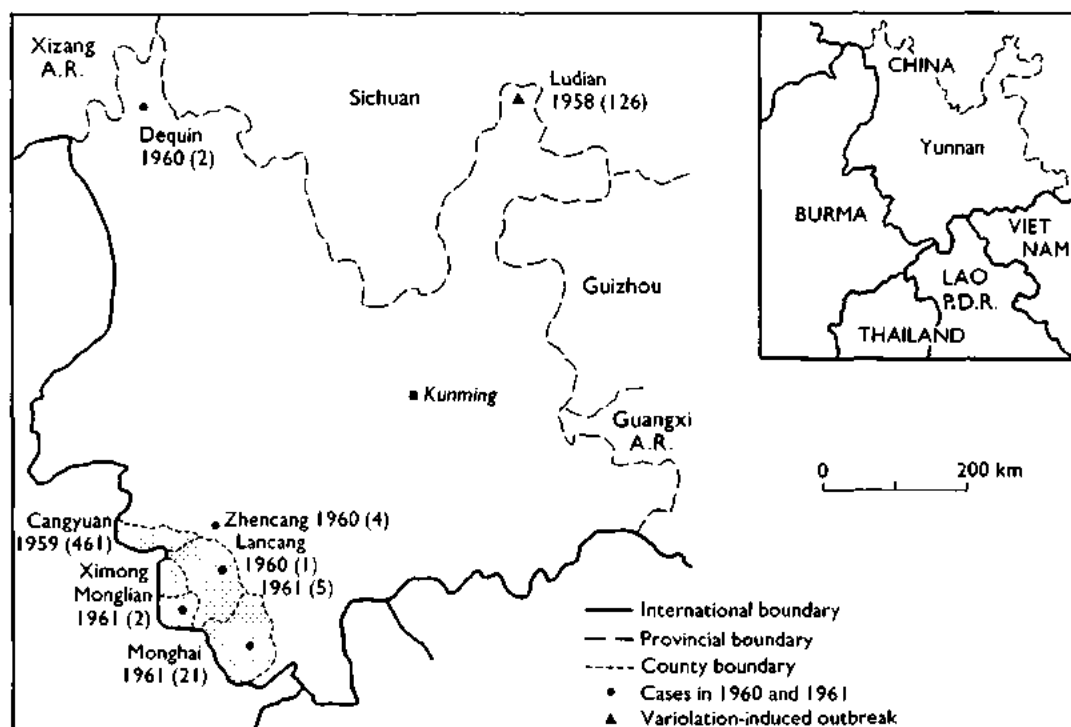 Xizang
A.R.
Dequin
1960 (2)
Sichuan
Ludian
1958 (126)
Guizhou
Kunming
Guangxi
A.R.
Cangyuan
1959 (461)
Zhencang 1960 (4)
Lancang
1960 (1)
1961 (5)
Ximong
Monglian
1961 (2)
Monghai
1961 (21)
CHINA
Yunnan
BURMA
VIET
NAM
LAO
P.D.R.
THAILAND
0 200 km
International boundary
Provincial boundary
County boundary
Cases in 1960 and 1961
Variolation-induced outbreak